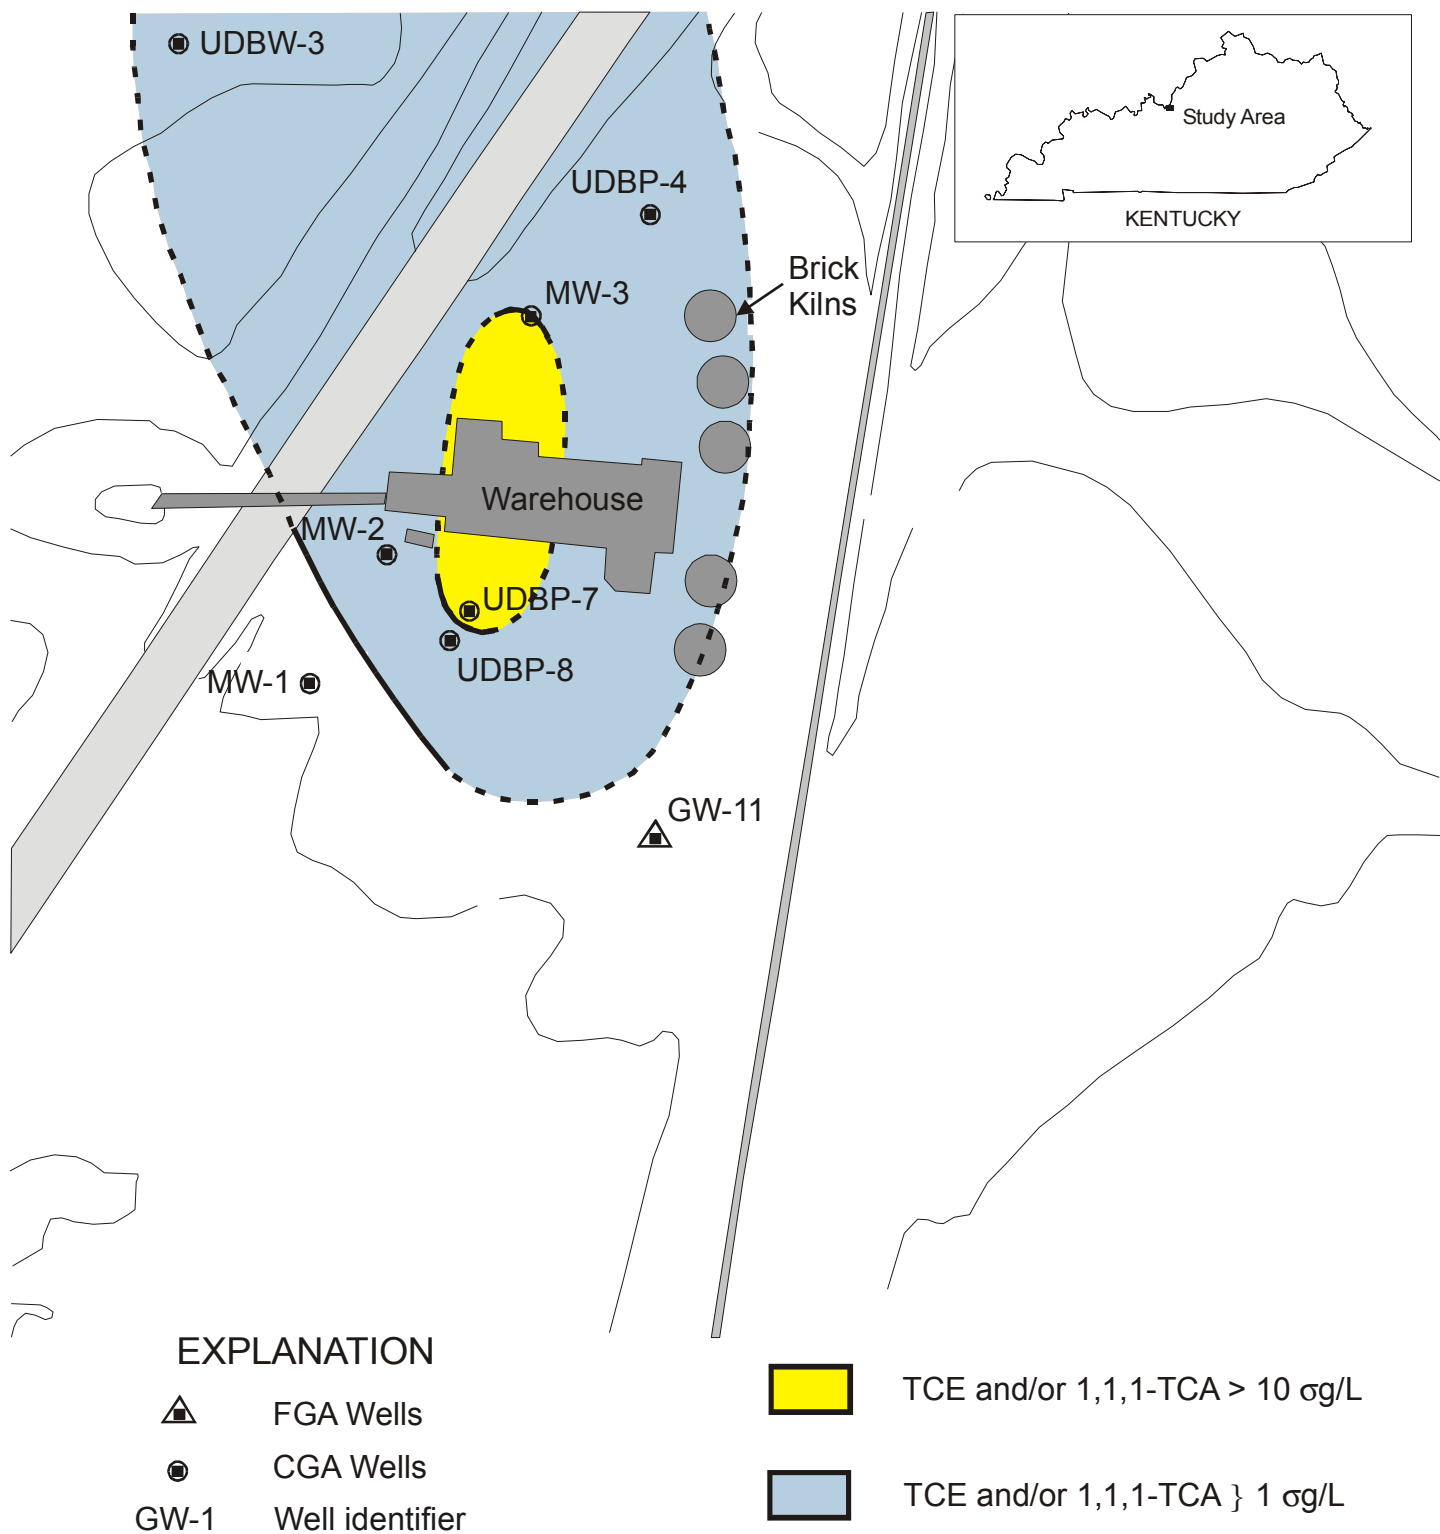 UDBW-3
Study Area
KENTUCKY
UDBP-4
Brick
Kilns
MW-3
Warehouse
MW-2
UDBP-7
UDBP-8
MW-1
GW-11
EXPLANATION
FGA Wells
CGA Wells
GW-1 Well identifier
TCE and/or 1,1,1-TCA > 10 σg/L
TCE and/or 1,1,1-TCA } 1 σg/L